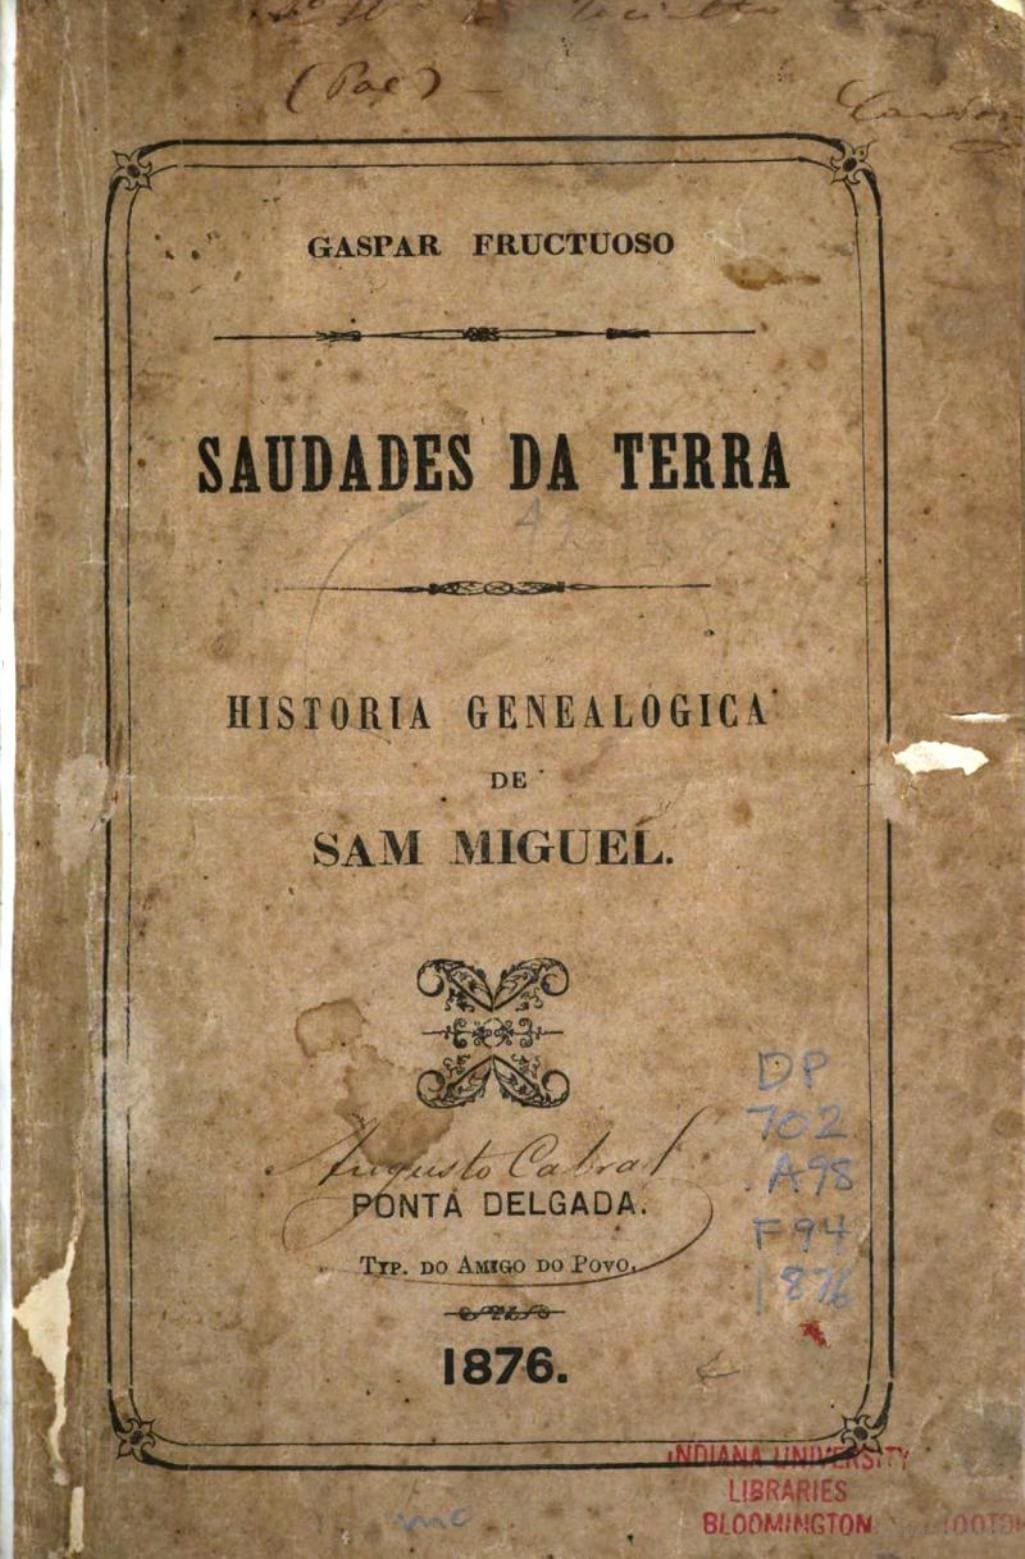 (Pae)
GASPAR FRUCTUOSO
SAUDADES DA TERRA
HISTORIA GENEALOGICA
DE
SAM MIGUEL.
Augusto Cabral
PONTA DELGADA.
TYP. DO AMIGO DO POVO.
1876.
DP
702
.A98
F94
1876
INDIANA UNIVERSITY
LIBRARIES
BLOOMINGTON